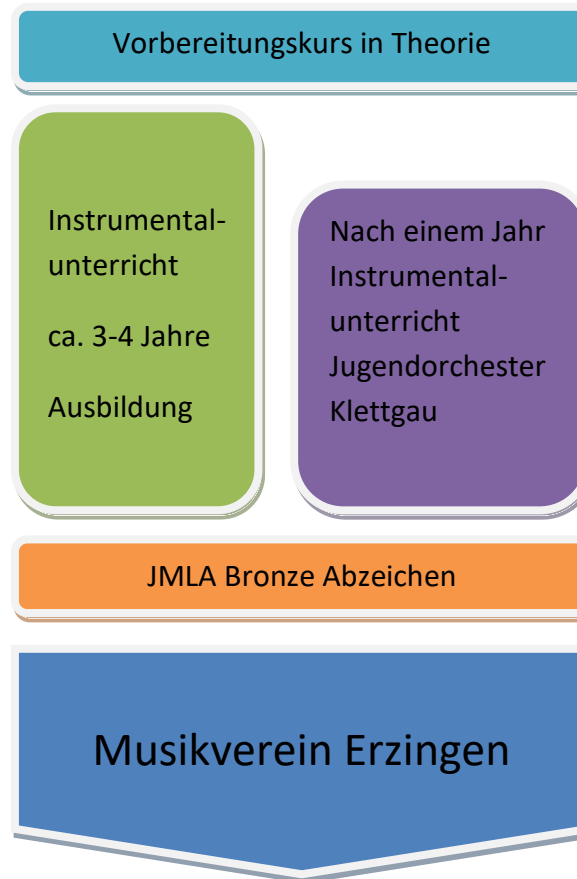 Vorbereitungskurs in Theorie
Instrumental-
unterricht
ca. 3-4 Jahre
Ausbildung
Nach einem Jahr
Instrumental-
unterricht
Jugendorchester
Klettgau
JMLA Bronze Abzeichen
Musikverein Erzingen